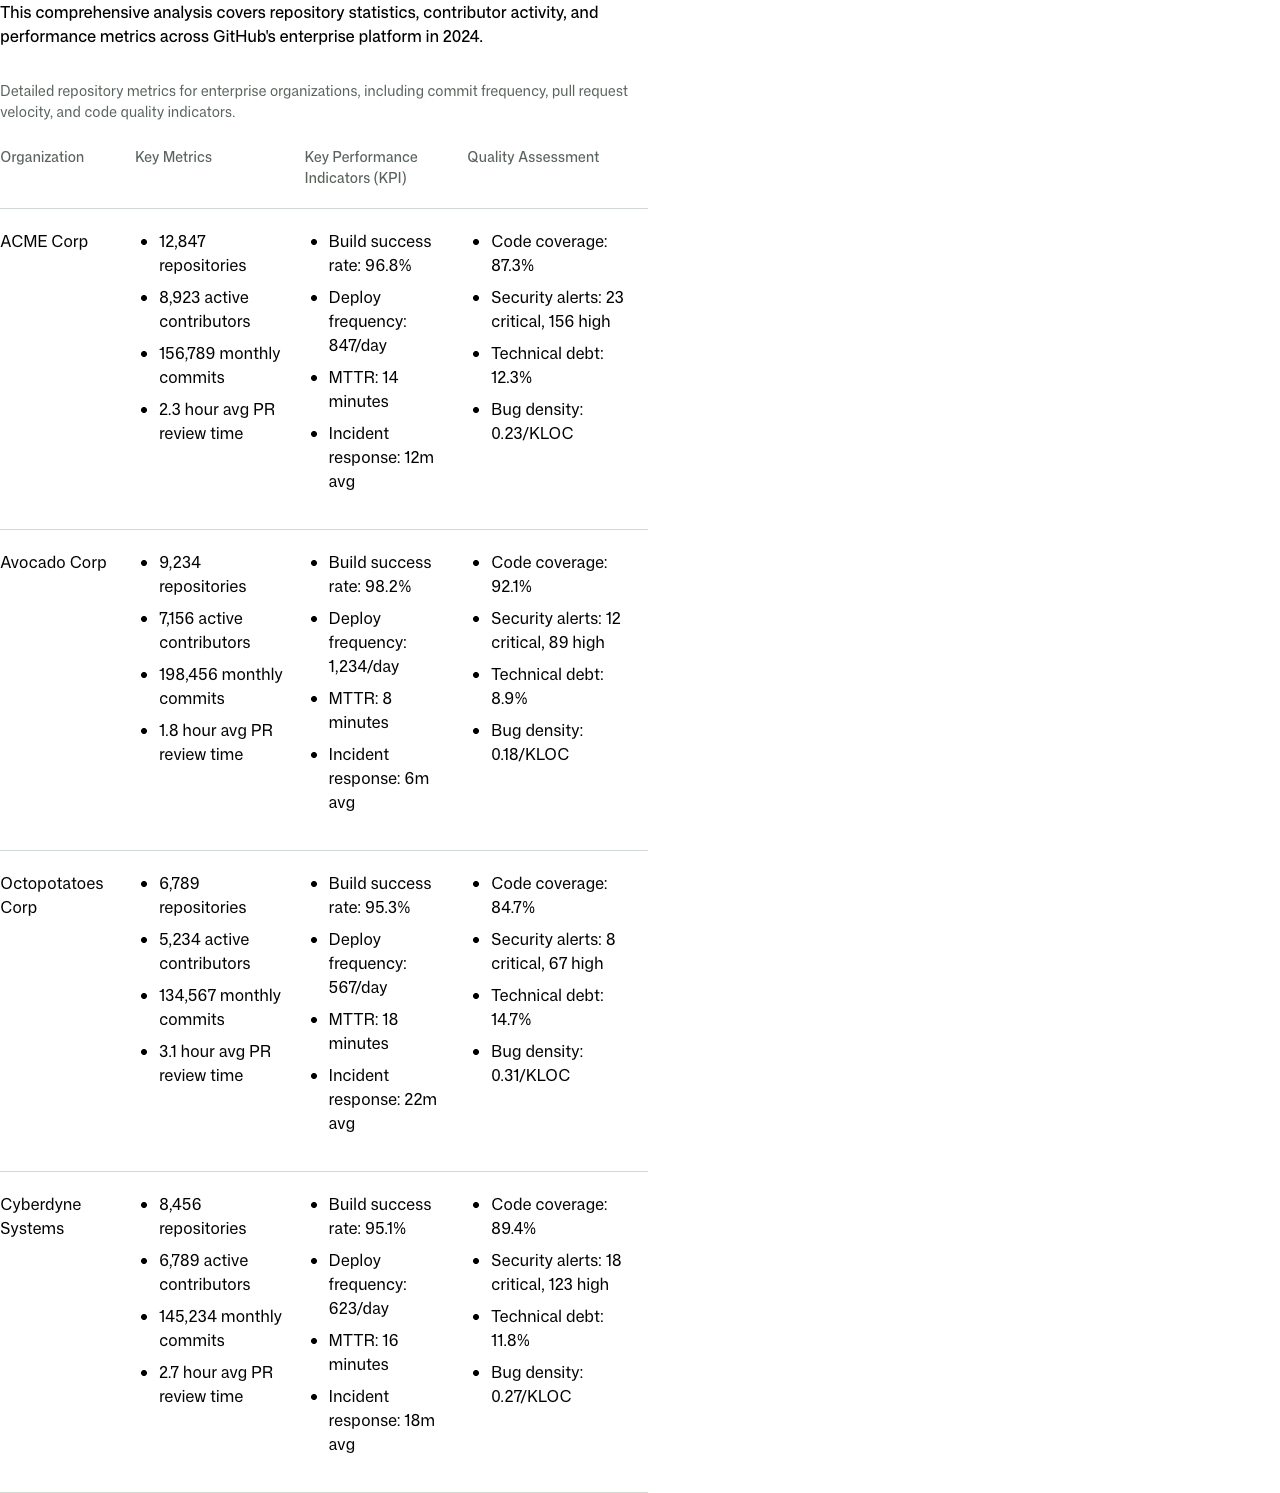 This comprehensive analysis covers repository statistics, contributor activity, and
performance metrics across GitHub's enterprise platform in 2024.
Detailed repository metrics for enterprise organizations, including commit frequency, pull request
velocity, and code quality indicators.
Organization
Key Metrics
Key Performance
Indicators (KPI)
Quality Assessment
ACME Corp
• 12,847
repositories
• 8,923 active
contributors
• 156,789 monthly
commits
• 2.3 hour avg PR
review time
• Build success
rate: 96.8%
• Deploy
frequency:
847/day
• MTTR: 14
minutes
• Incident
response: 12m
avg
• Code coverage:
87.3%
• Security alerts: 23
critical, 156 high
• Technical debt:
12.3%
• Bug density:
0.23/KLOC
Avocado Corp
• 9,234
repositories
• 7,156 active
contributors
• 198,456 monthly
commits
• 1.8 hour avg PR
review time
• Build success
rate: 98.2%
• Deploy
frequency:
1,234/day
• MTTR: 8
minutes
• Incident
response: 6m
avg
• Code coverage:
92.1%
• Security alerts: 12
critical, 89 high
• Technical debt:
8.9%
• Bug density:
0.18/KLOC
Octopotatoes
Corp
• 6,789
repositories
• 5,234 active
contributors
• 134,567 monthly
commits
• 3.1 hour avg PR
review time
• Build success
rate: 95.3%
• Deploy
frequency:
567/day
• MTTR: 18
minutes
• Incident
response: 22m
avg
• Code coverage:
84.7%
• Security alerts: 8
critical, 67 high
• Technical debt:
14.7%
• Bug density:
0.31/KLOC
Cyberdyne
Systems
• 8,456
repositories
• 6,789 active
contributors
• 145,234 monthly
commits
• 2.7 hour avg PR
review time
• Build success
rate: 95.1%
• Deploy
frequency:
623/day
• MTTR: 16
minutes
• Incident
response: 18m
avg
• Code coverage:
89.4%
• Security alerts: 18
critical, 123 high
• Technical debt:
11.8%
• Bug density:
0.27/KLOC